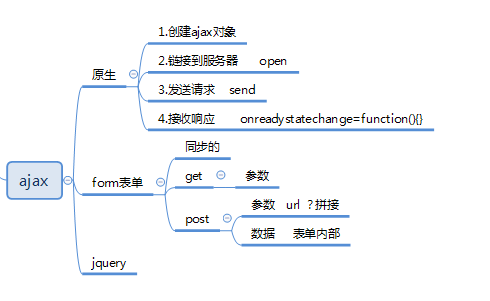 1.创建ajax对象
2.链接到服务器 open
原生
3.发送请求 send
4.接收响应 onreadystatechange=function(){}
同步的
ajax
form表单
get 参数
参数 url ?拼接
post
数据 表单内部
jquery